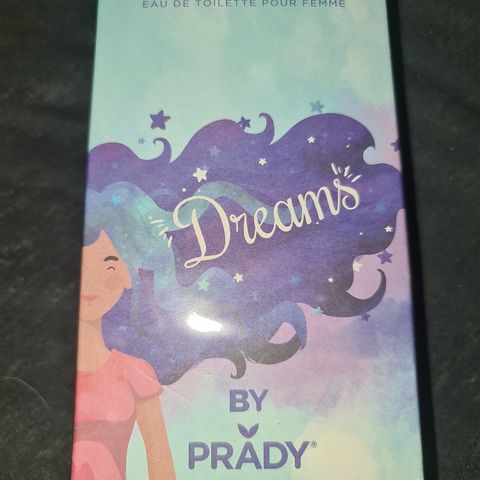 EAU DE TOILETTE POUR FEMME
Dreams
BY
PRADY®